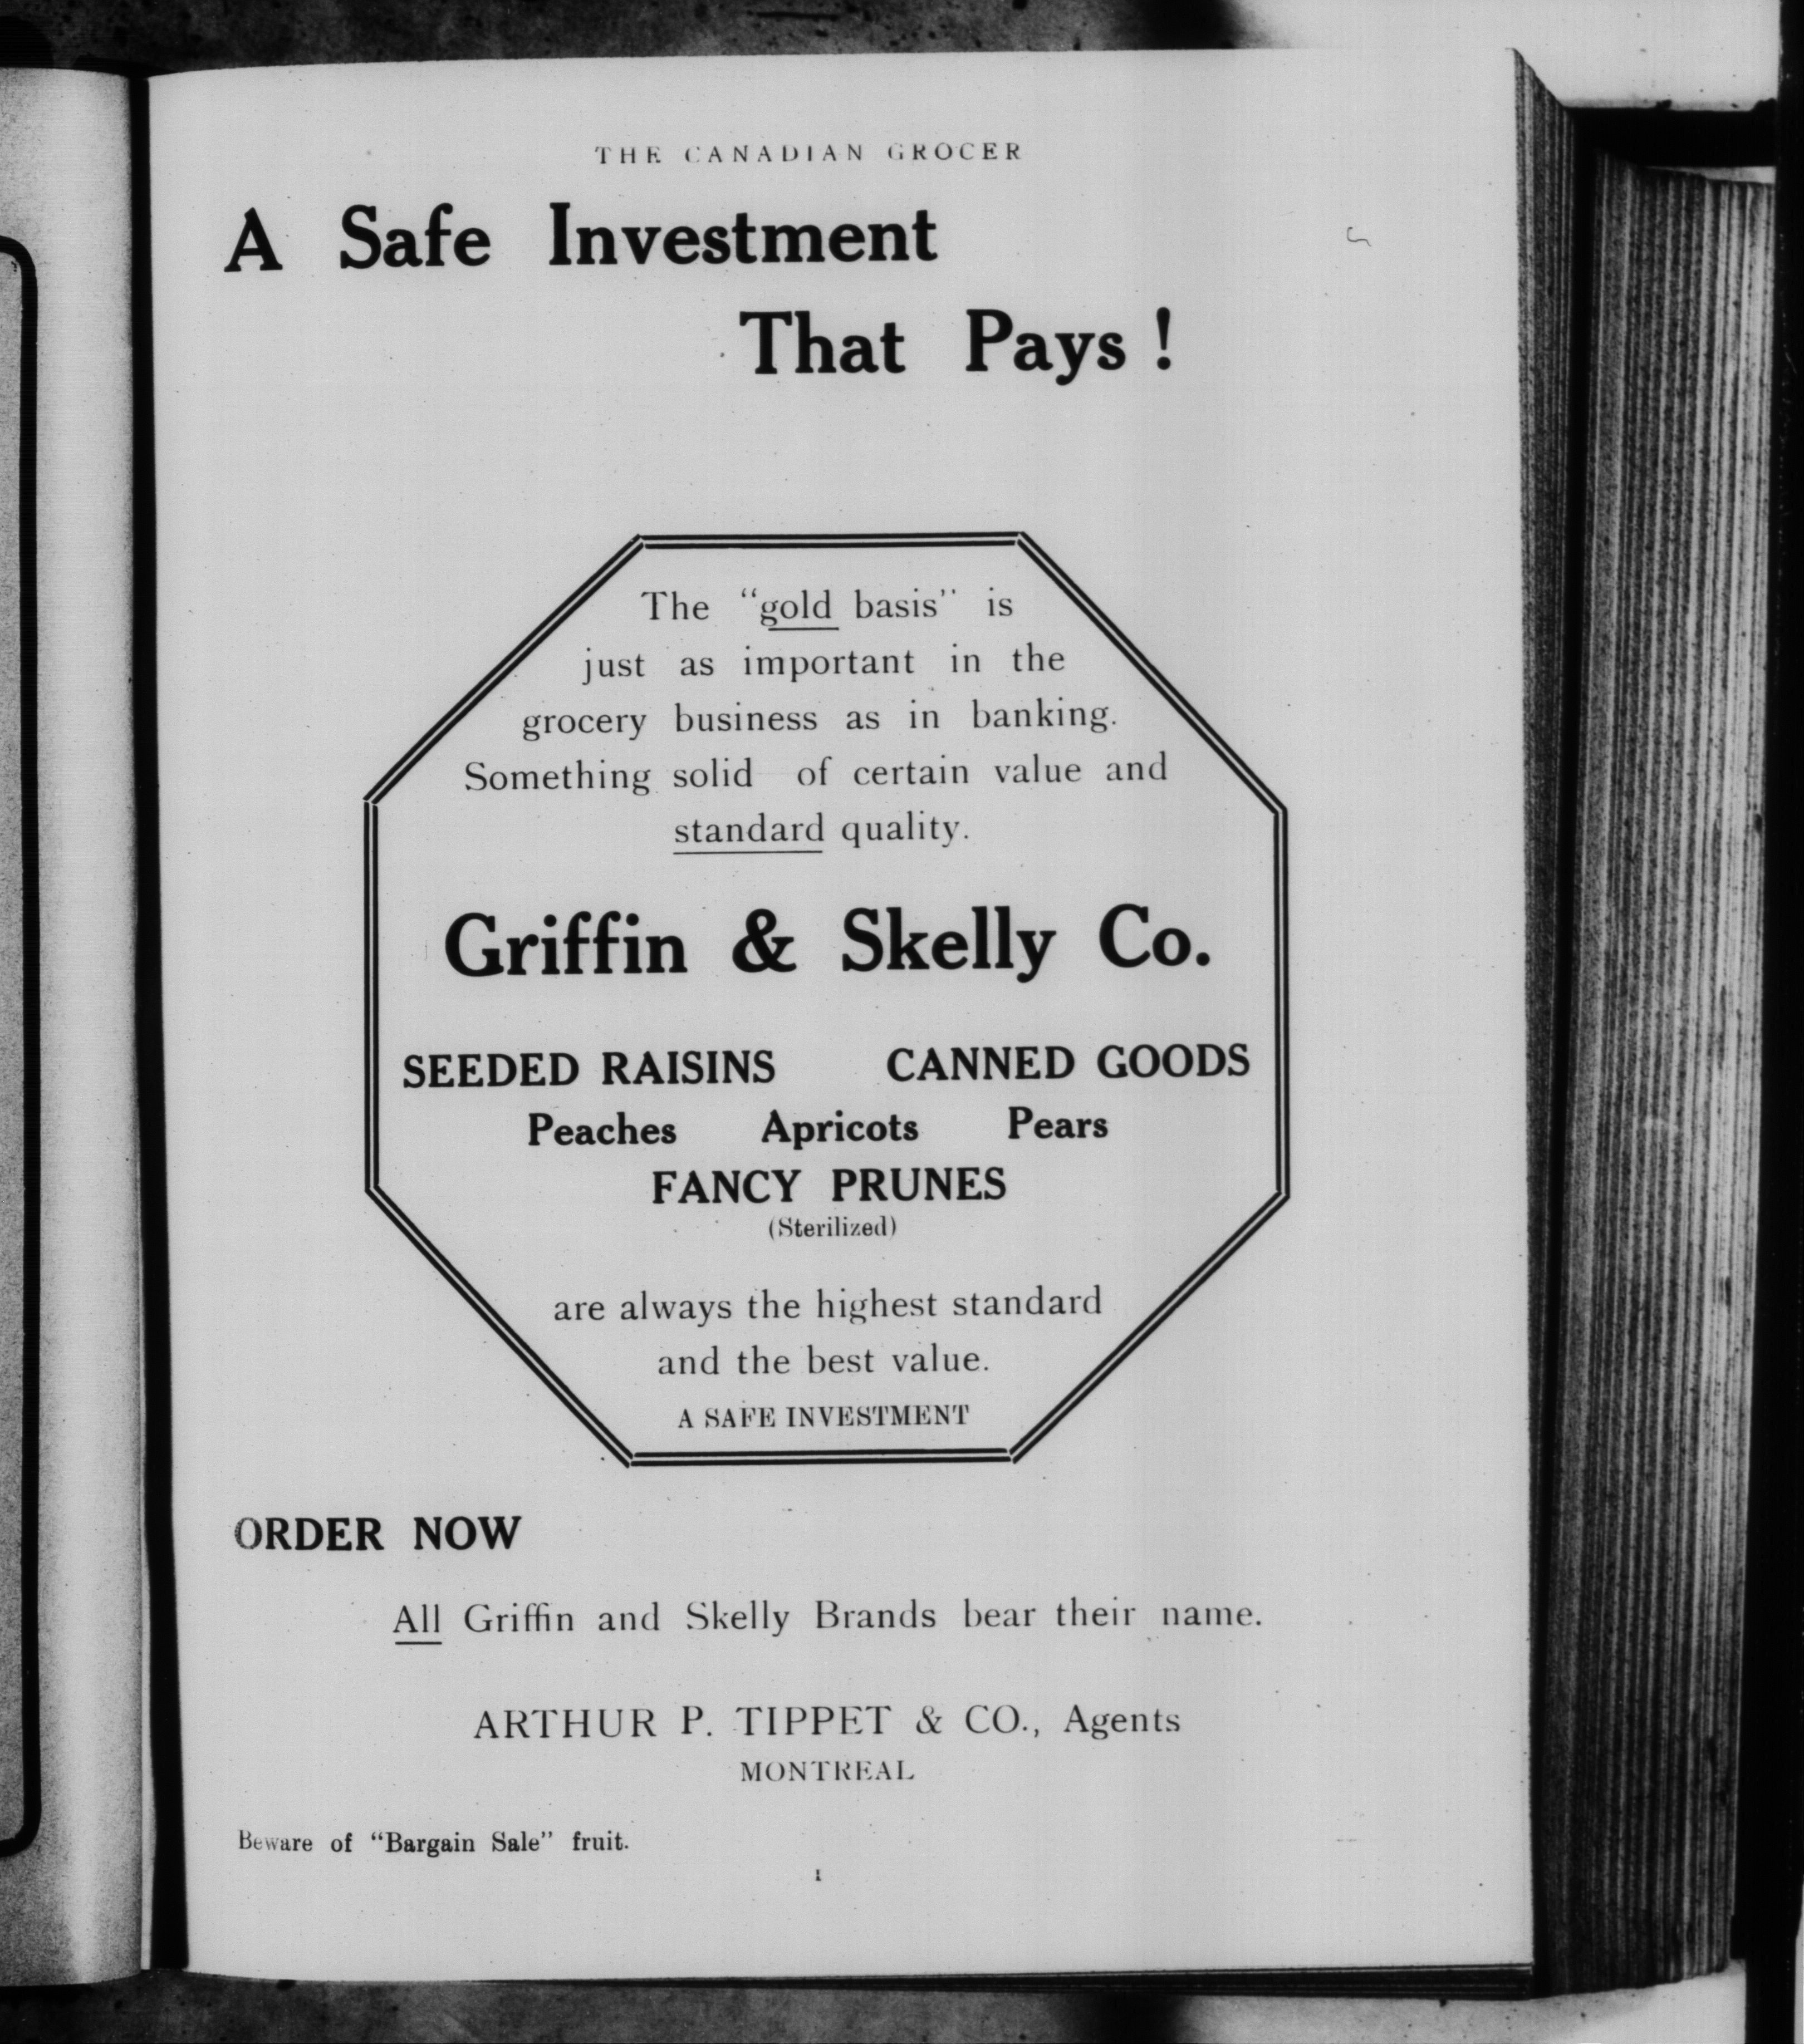 THE CANADIAN GROCER
A Safe Investment
That Pays !
The "gold basis" is
just as important in the
grocery business as in banking.
Something solid of certain value and
standard quality.
Griffin & Skelly Co.
SEEDED RAISINS CANNED GOODS
Peaches Apricots Pears
FANCY PRUNES
(Sterilized)
are always the highest standard
and the best value.
A SAFE INVESTMENT
ORDER NOW
All Griffin and Skelly Brands bear their name.
ARTHUR P. TIPPET & CO., Agents
MONTREAL
Beware of "Bargain Sale" fruit.
1